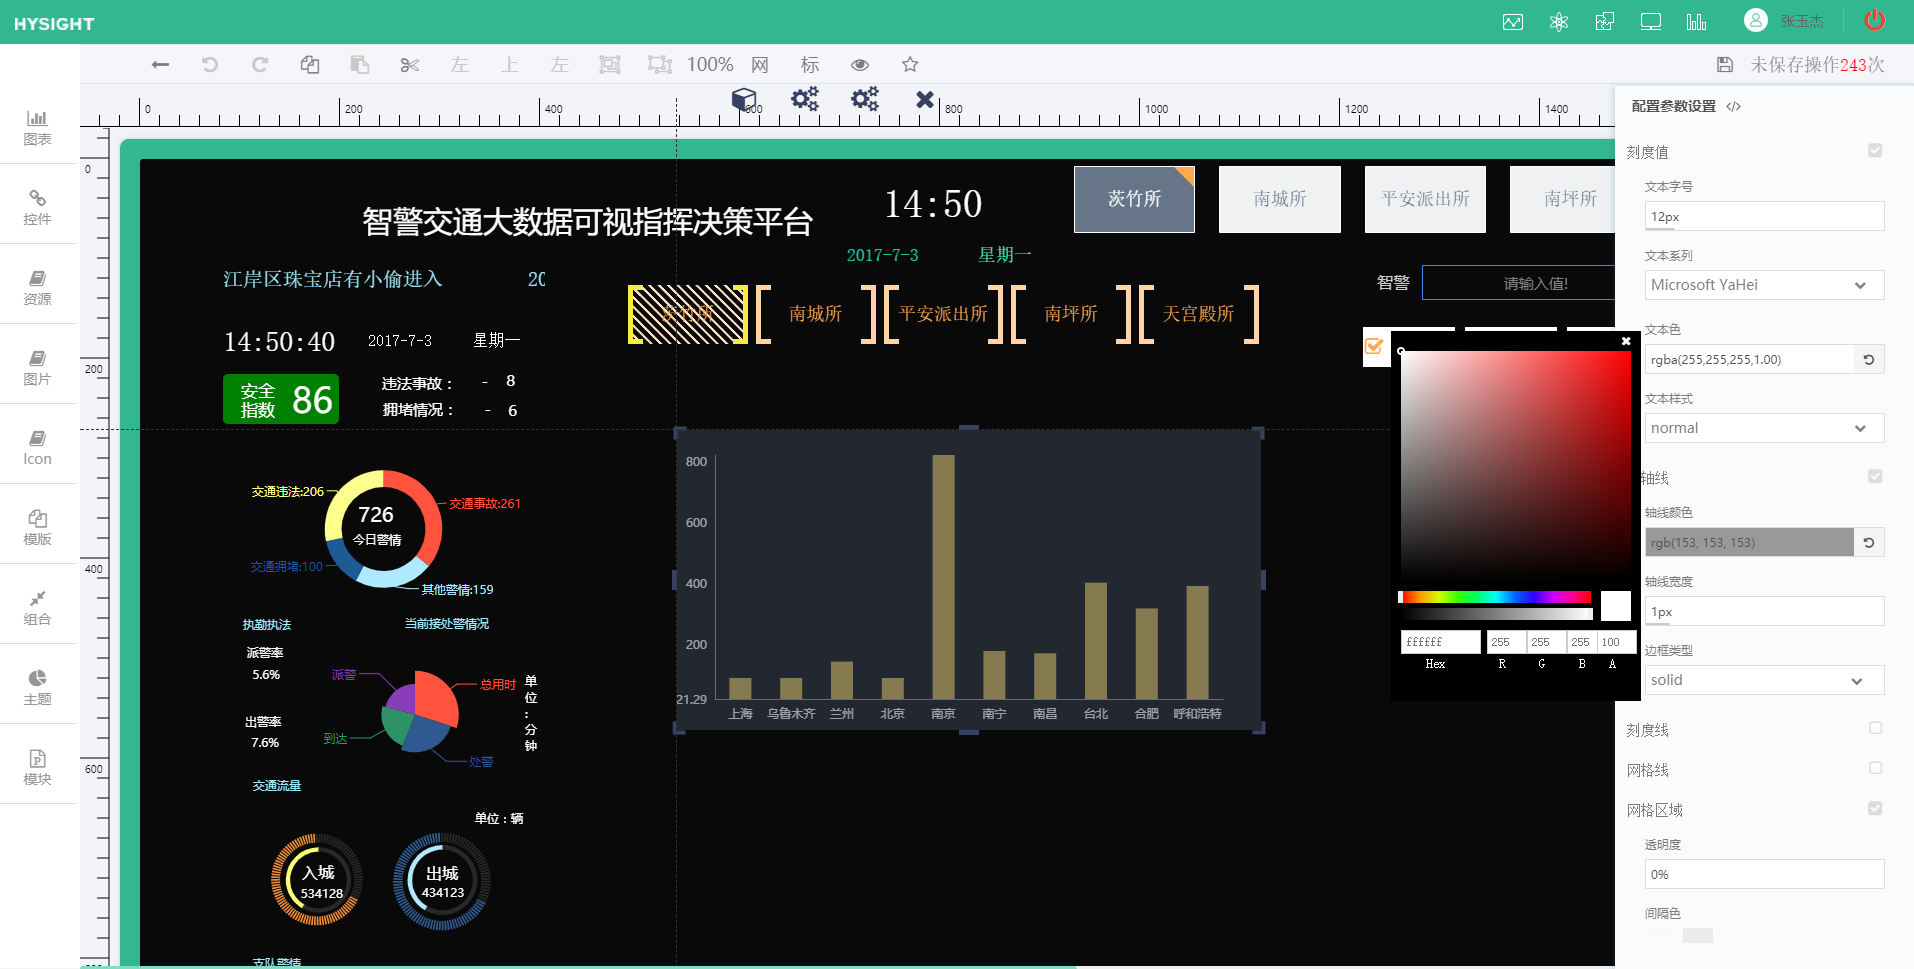 HYSIGHT
张玉杰
左
上
左
100%
网
标
未保存操作243次
0
200
400
600
800
1000
1200
1400
0
200
400
600
图表
控件
资源
图片
Icon
模版
组合
主题
模块
智警交通大数据可视指挥决策平台
14:50
2017-7-3
星期一
茨竹所
南城所
平安派出所
南坪所
智警
请输入值!
江岸区珠宝店有小偷进入
14:50:40
2017-7-3
星期一
茨竹所
南城所
平安派出所
南坪所
天宫殿所
安全
指数
86
违法事故：
-
8
拥堵情况：
-
6
交通违法:206
交通事故:261
726
今日警情
交通拥堵:100
其他警情:159
执勤执法
当前接处警情况
派警率
5.6%
出警率
7.6%
派警
总用时
到达
处警
单位:分钟
交通流量
单位：辆
入城
534128
出城
434123
支队警情
800
600
400
200
21.29
上海
乌鲁木齐
兰州
北京
南京
南宁
南昌
台北
合肥
呼和浩特
ffffff
255
255
255
100
Hex
R
G
B
A
配置参数设置 </>
刻度值
文本字号
12px
文本系列
Microsoft YaHei
文本色
rgba(255,255,255,1.00)
文本样式
normal
轴线
轴线颜色
rgb(153, 153, 153)
轴线宽度
1px
边框类型
solid
刻度线
网格线
网格区域
透明度
0%
间隔色